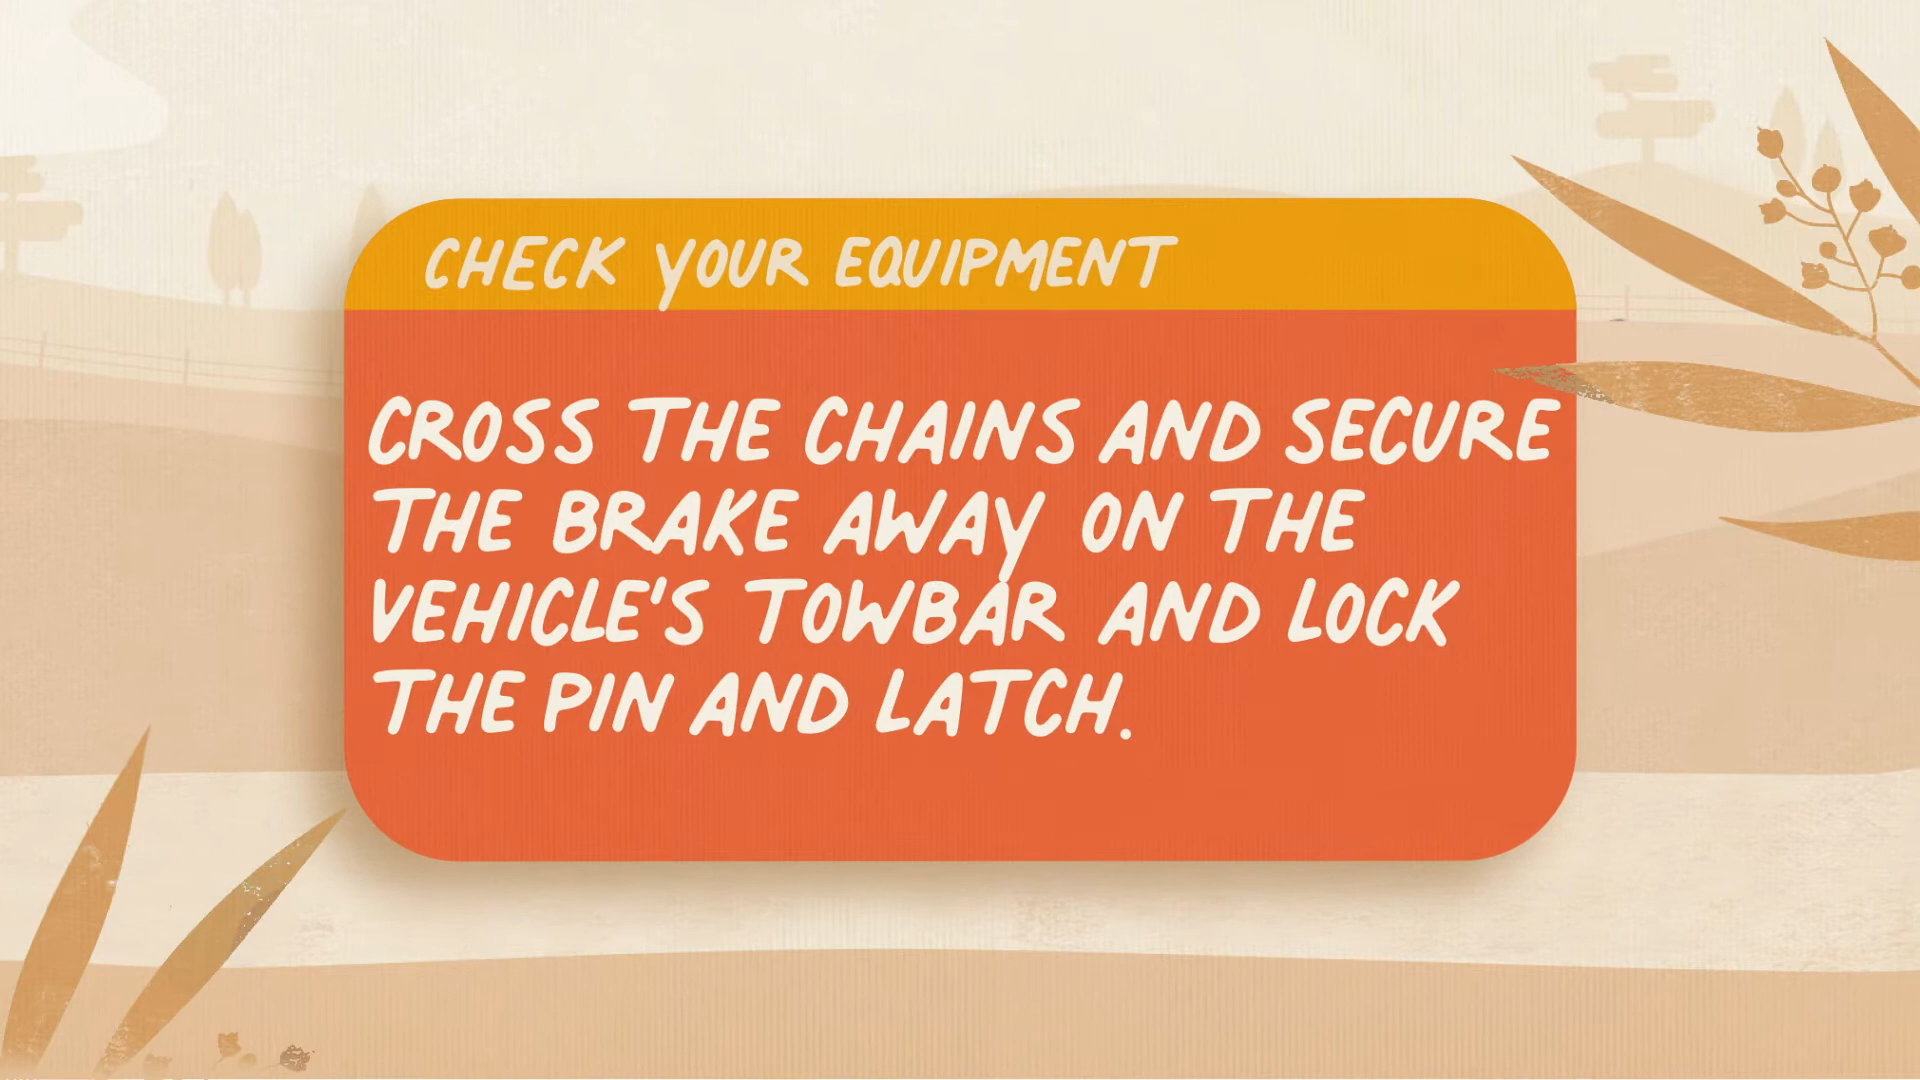 CHECK YOUR EQUIPMENT
CROSS THE CHAINS AND SECURE
THE BRAKE AWAY ON THE
VEHICLE'S TOWBAR AND LOCK
THE PIN AND LATCH.